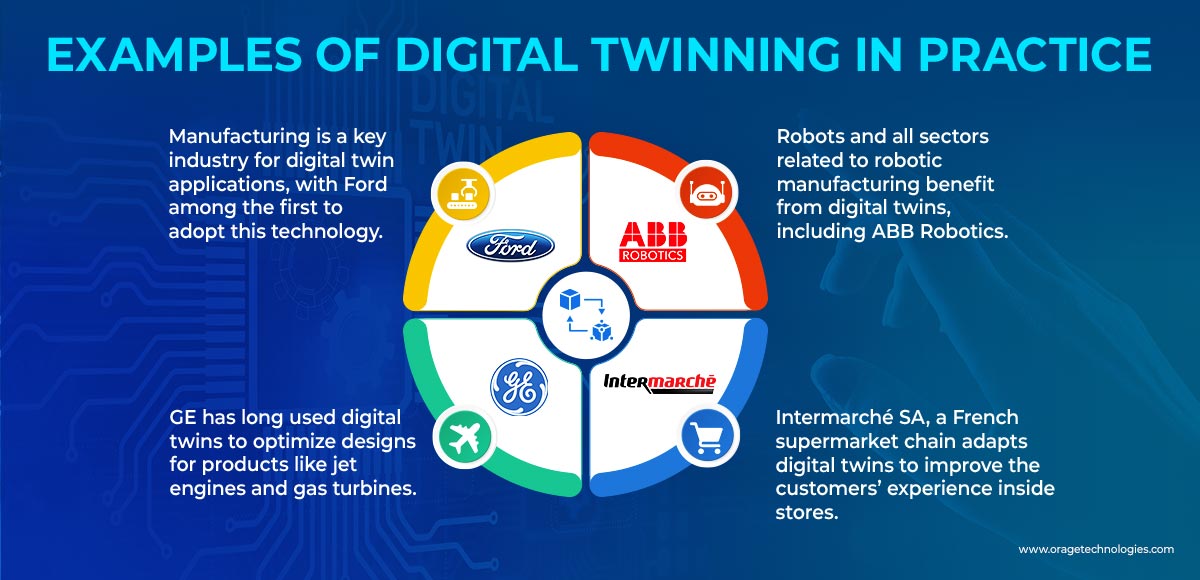 EXAMPLES OF DIGITAL TWINNING IN PRACTICE
DIGITAL
TWIN
Manufacturing is a key
industry for digital twin
applications, with Ford
among the first to
adopt this technology.
Robots and all sectors
related to robotic
manufacturing benefit
from digital twins,
including ABB Robotics.
Ford
ABB
ROBOTICS
GE
Intermarchē
GE has long used digital
twins to optimize designs
for products like jet
engines and gas turbines.
Intermarché SA, a French
supermarket chain adapts
digital twins to improve the
customers’ experience inside
stores.
www.oragetechnologies.com